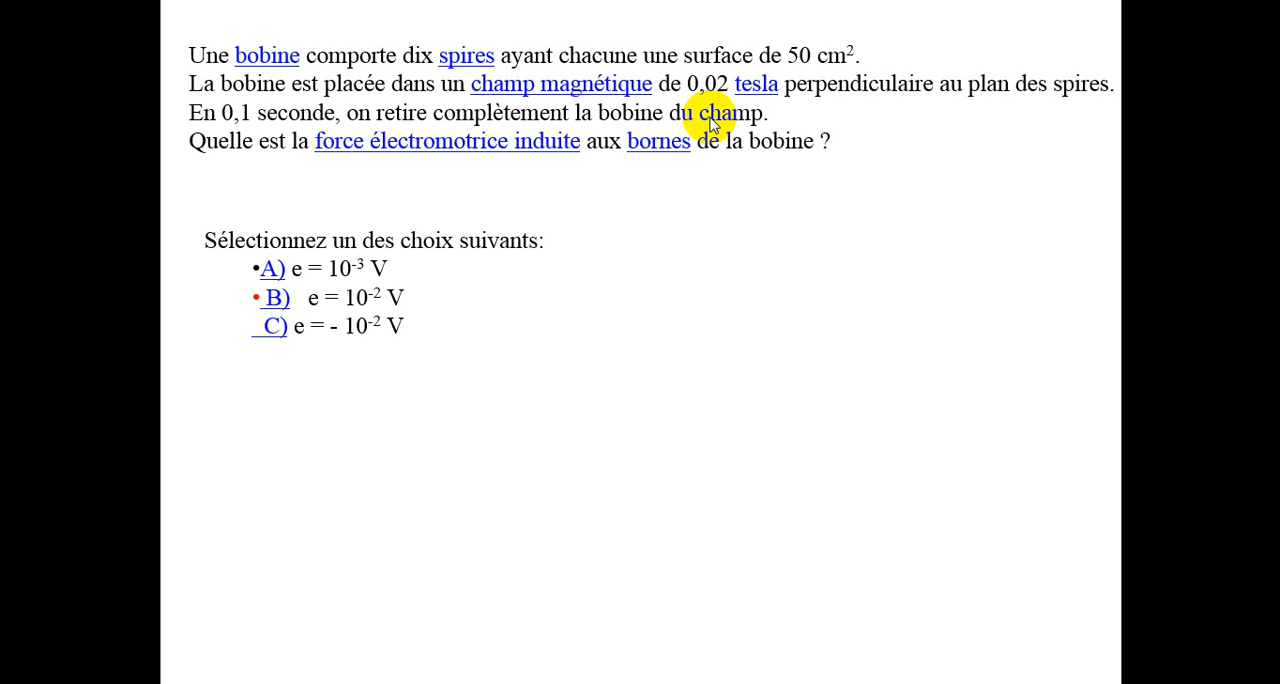 Une bobine comporte dix spires ayant chacune une surface de 50 cm².
La bobine est placée dans un champ magnétique de 0,02 tesla perpendiculaire au plan des spires.
En 0,1 seconde, on retire complètement la bobine du champ.
Quelle est la force électromotrice induite aux bornes de la bobine ?
Sélectionnez un des choix suivants:
•A) e = 10⁻³ V
• B) e = 10⁻² V
C) e = - 10⁻² V